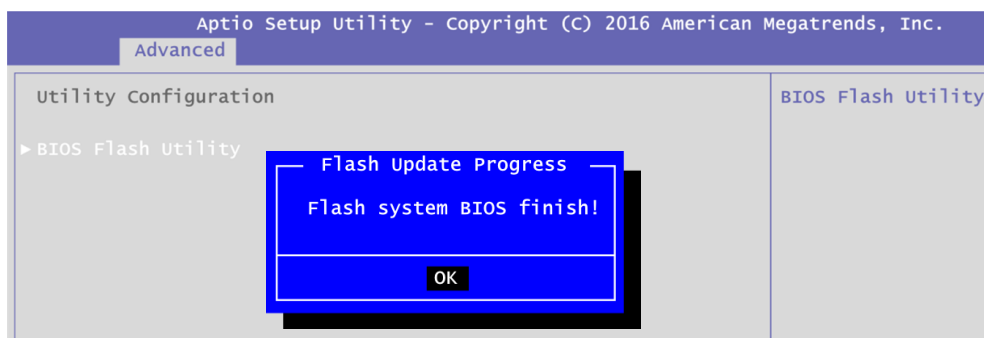 Aptio Setup Utility - Copyright (C) 2016 American Megatrends, Inc.
Advanced
Utility Configuration
BIOS Flash Utility
►BIOS Flash Utility
Flash Update Progress
Flash system BIOS finish!
OK